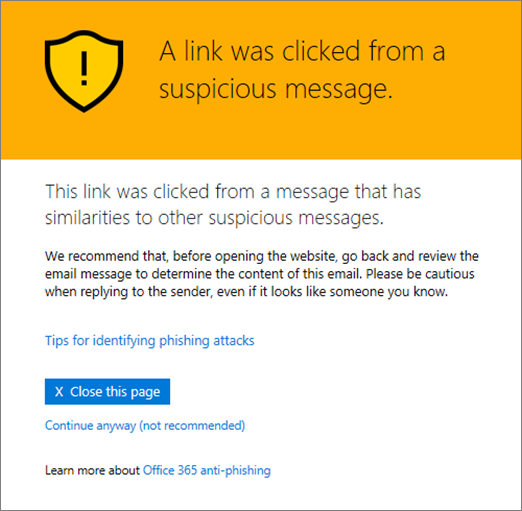 !
A link was clicked from a
suspicious message.
This link was clicked from a message that has
similarities to other suspicious messages.
We recommend that, before opening the website, go back and review the
email message to determine the content of this email. Please be cautious
when replying to the sender, even if it looks like someone you know.
Tips for identifying phishing attacks
X Close this page
Continue anyway (not recommended)
Learn more about Office 365 anti-phishing